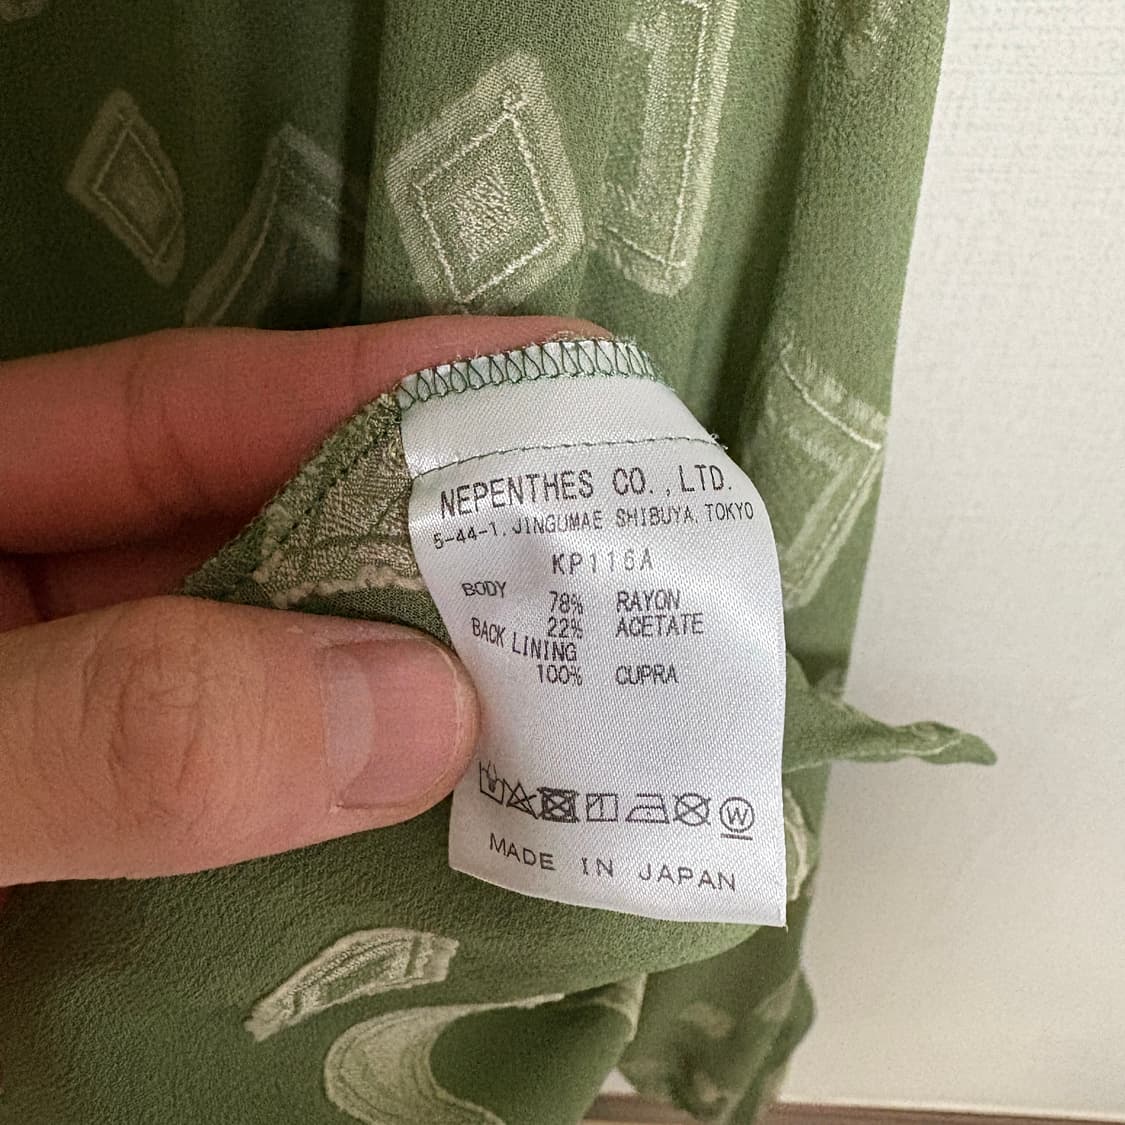 NEPENTHES CO.,LTD.
5-44-1, JINGUMAE SHIBUYA, TOKYO
KP116A
BODY
78% RAYON
22% ACETATE
BACK LINING
100% CUPRA
W
MADE IN JAPAN